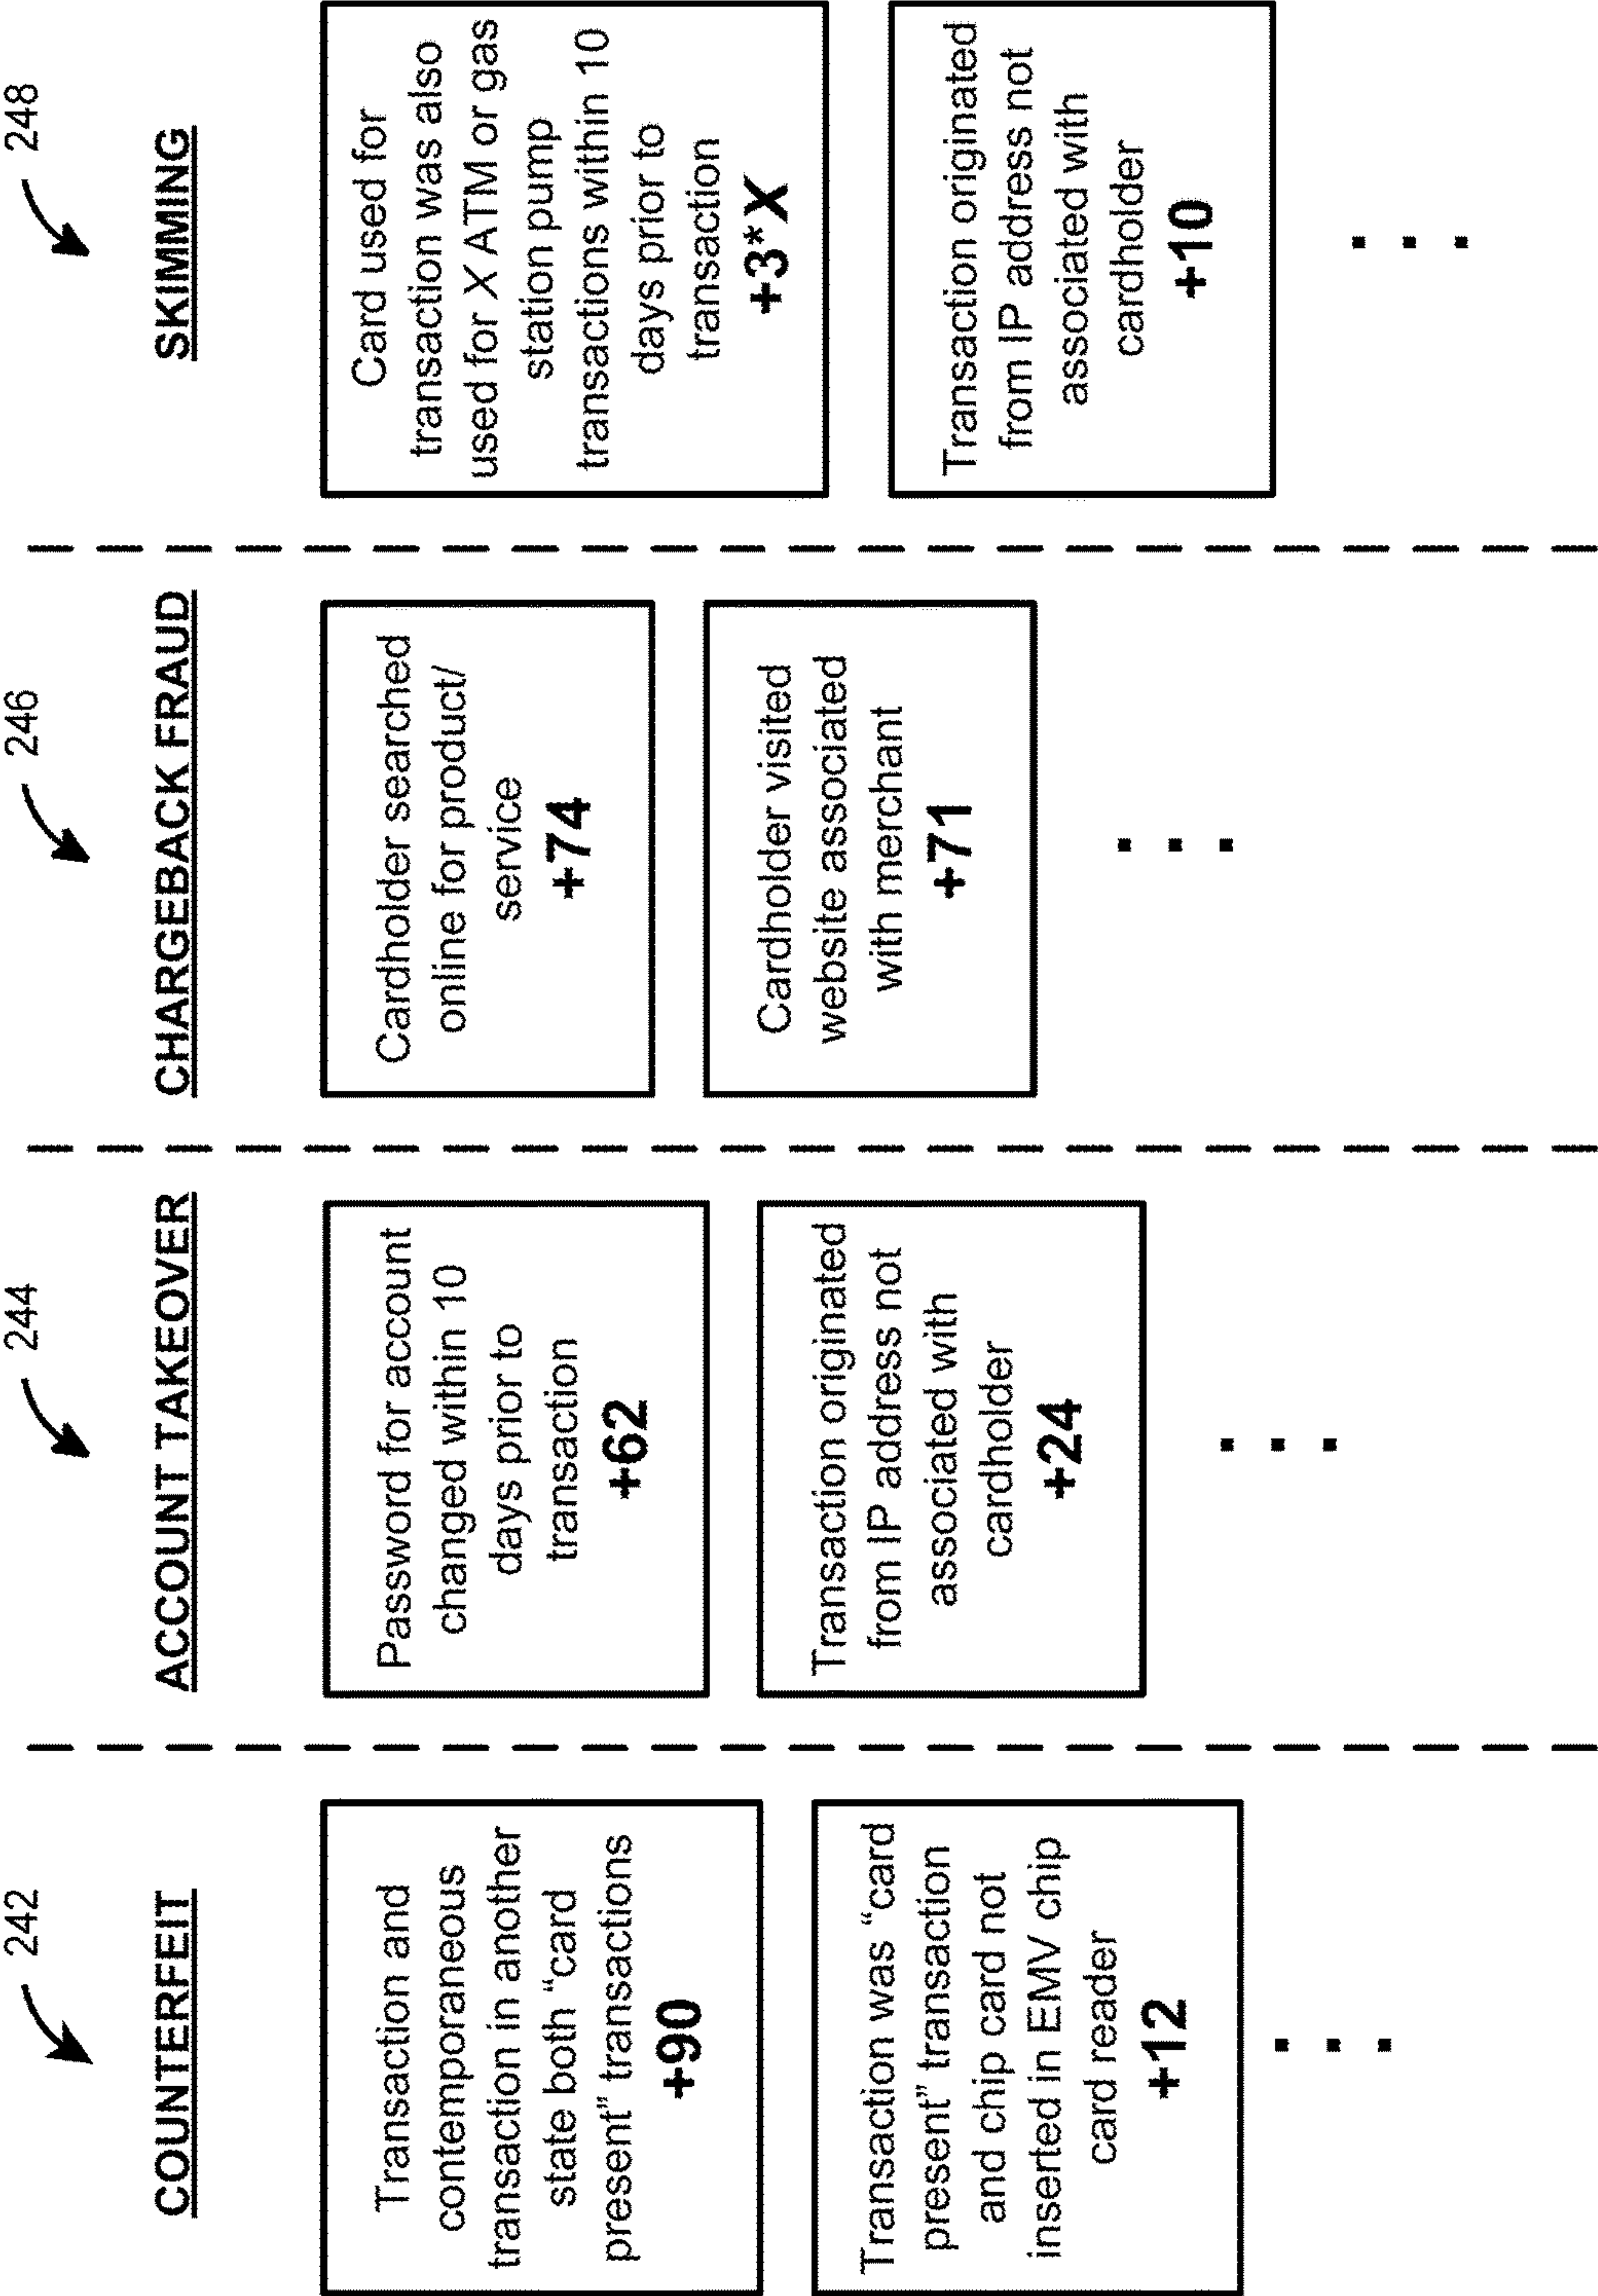 242
COUNTERFEIT
Transaction and
contemporaneous
transaction in another
state both “card
present” transactions
+90
Transaction was “card
present” transaction
and chip card not
inserted in EMV chip
card reader
+12
244
ACCOUNT TAKEOVER
Password for account
changed within 10
days prior to
transaction
+62
Transaction originated
from IP address not
associated with
cardholder
+24
246
CHARGEBACK FRAUD
Cardholder searched
online for product/
service
+74
Cardholder visited
website associated
with merchant
+71
248
SKIMMING
Card used for
transaction was also
used for X ATM or gas
station pump
transactions within 10
days prior to
transaction
+3*X
Transaction originated
from IP address not
associated with
cardholder
+10